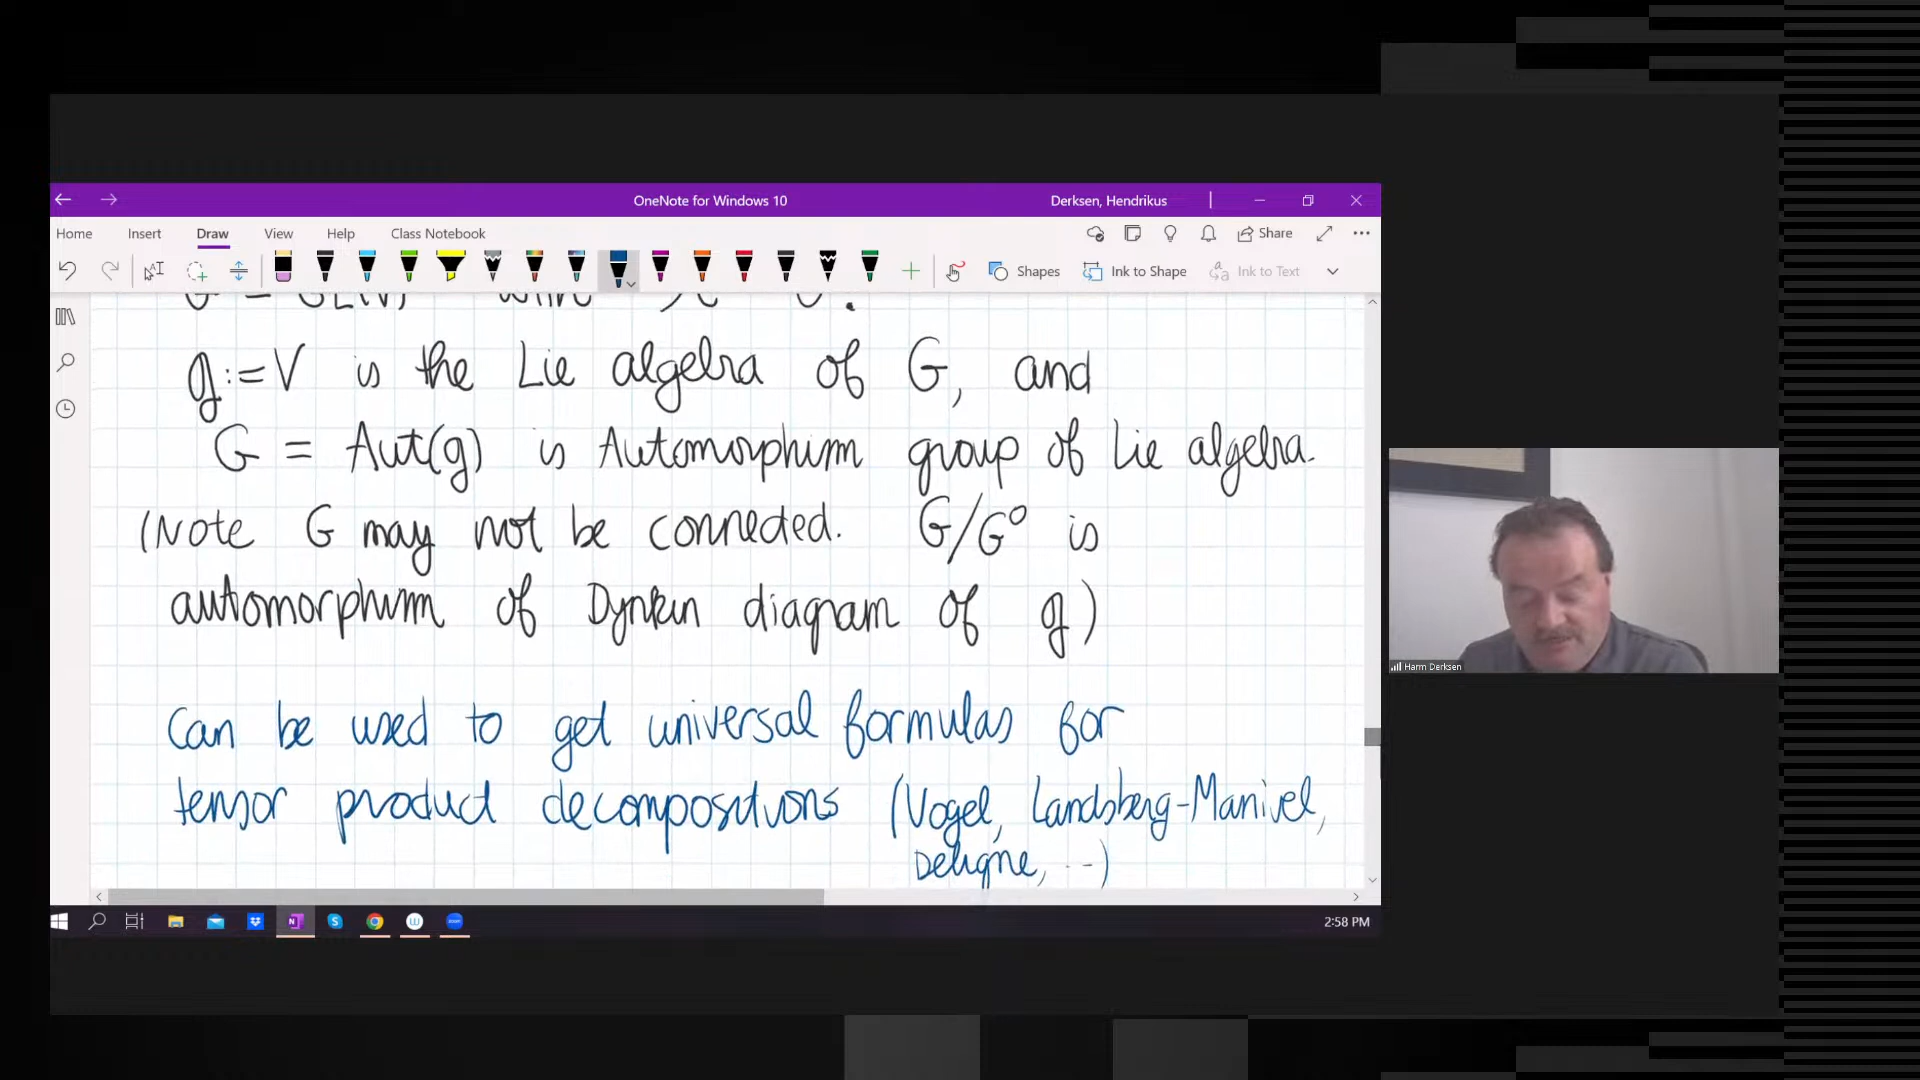 OneNote for Windows 10
Derksen, Hendrikus
Home Insert Draw View Help Class Notebook
Share
Shapes Ink to Shape Ink to Text
g := V is the Lie algebra of G, and
G = Aut(g) is Automorphim group of Lie algebra.
(Note G may not be connected. G/G° is
automorphism of Dynkin diagram of g)
Can be used to get universal formulas for
tensor product decompositions (Vogel, Landsberg-Manivel,
Deligne, --)
Harm Derksen
2:58 PM